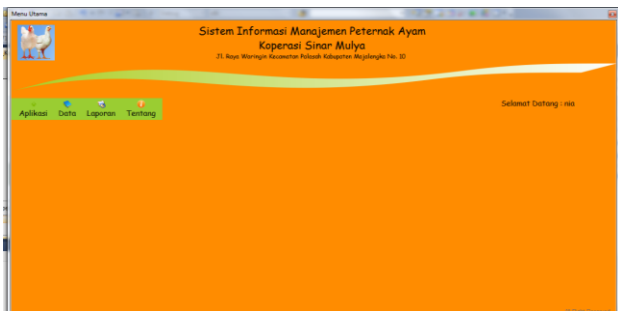 Menu Utama
Sistem Informasi Manajemen Peternak Ayam
Koperasi Sinar Mulya
Jl. Raya Waringin Kecamatan Palasah Kabupaten Majalengka No. 10
Selamat Datang : nia
Aplikasi Data Laporan Tentang